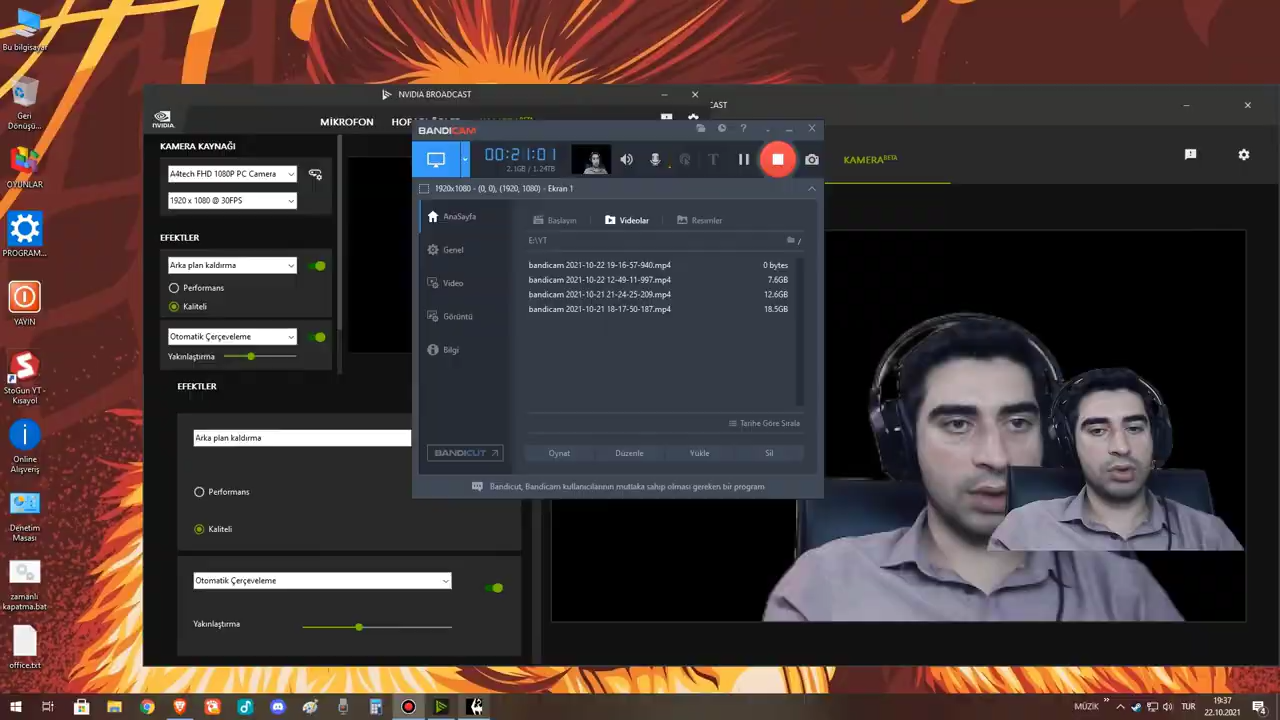 Bu bilgisayar
Geri
Dönüşü...
OYUNLAR
PROGRAM...
YAYIN
StoGun YT -
Kısayol
Online
Alışveriş
Denetim
Masası
zamanlı
kapatma.bat
office.txt
NVIDIA BROADCAST
NVIDIA
MİKROFON
KAMERA KAYNAĞI
A4tech FHD 1080P PC Camera
1920 x 1080 @ 30FPS
EFEKTLER
Arka plan kaldırma
Performans
Kaliteli
Otomatik Çerçeveleme
Yakınlaştırma
EFEKTLER
Arka plan kaldırma
Performans
Kaliteli
Otomatik Çerçeveleme
Yakınlaştırma
KAMERA BETA
BANDICAM
00:21:01
2.1GB / 1.24TB
1920x1080 - (0, 0), (1920, 1080) - Ekran 1
AnaSayfa
Genel
Video
Görüntü
Bilgi
BANDICUT
Başlayın
Videolar
Resimler
E:\YT
bandicam 2021-10-22 19-16-57-940.mp4 0 bytes
bandicam 2021-10-22 12-49-11-997.mp4 7.6GB
bandicam 2021-10-21 21-24-25-209.mp4 12.6GB
bandicam 2021-10-21 18-17-50-187.mp4 18.5GB
Tarihe Göre Sırala
Oynat Düzenle Yükle Sil
Bandicut, Bandicam kullanıcılarının mutlaka sahip olması gereken bir program
MÜZİK
TUR
19:37
22.10.2021